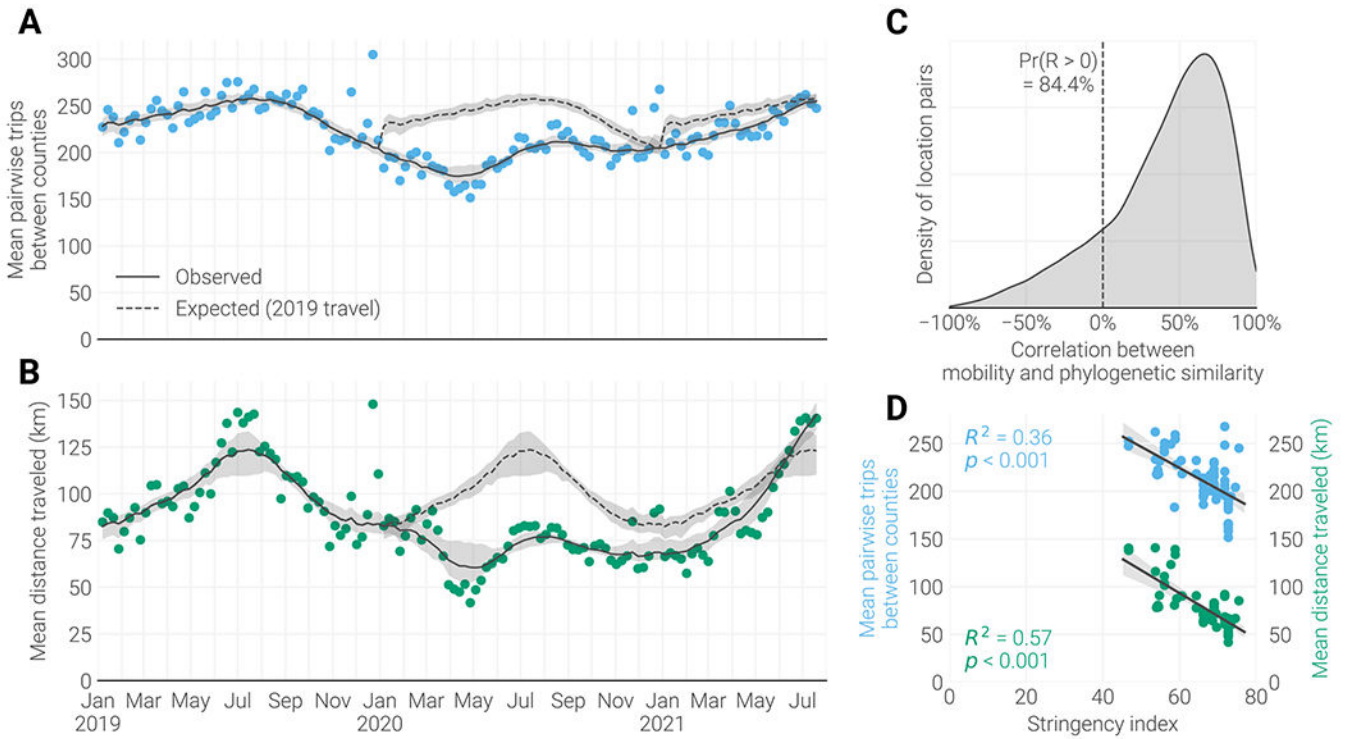 A
Mean pairwise trips
between counties
300
250
200
150
100
50
0
Observed
Expected (2019 travel)
B
Mean distance traveled (km)
150
125
100
75
50
25
0
Jan Mar May Jul Sep Nov Jan Mar May Jul Sep Nov Jan Mar May Jul
2019 2020 2021
C
Density of location pairs
Pr(R > 0)
= 84.4%
−100% −50% 0% 50% 100%
Correlation between
mobility and phylogenetic similarity
D
Mean pairwise trips
between counties
250
200
150
100
50
0
R² = 0.36
p < 0.001
R² = 0.57
p < 0.001
250
200
150
100
50
0
Mean distance traveled (km)
0 20 40 60 80
Stringency index